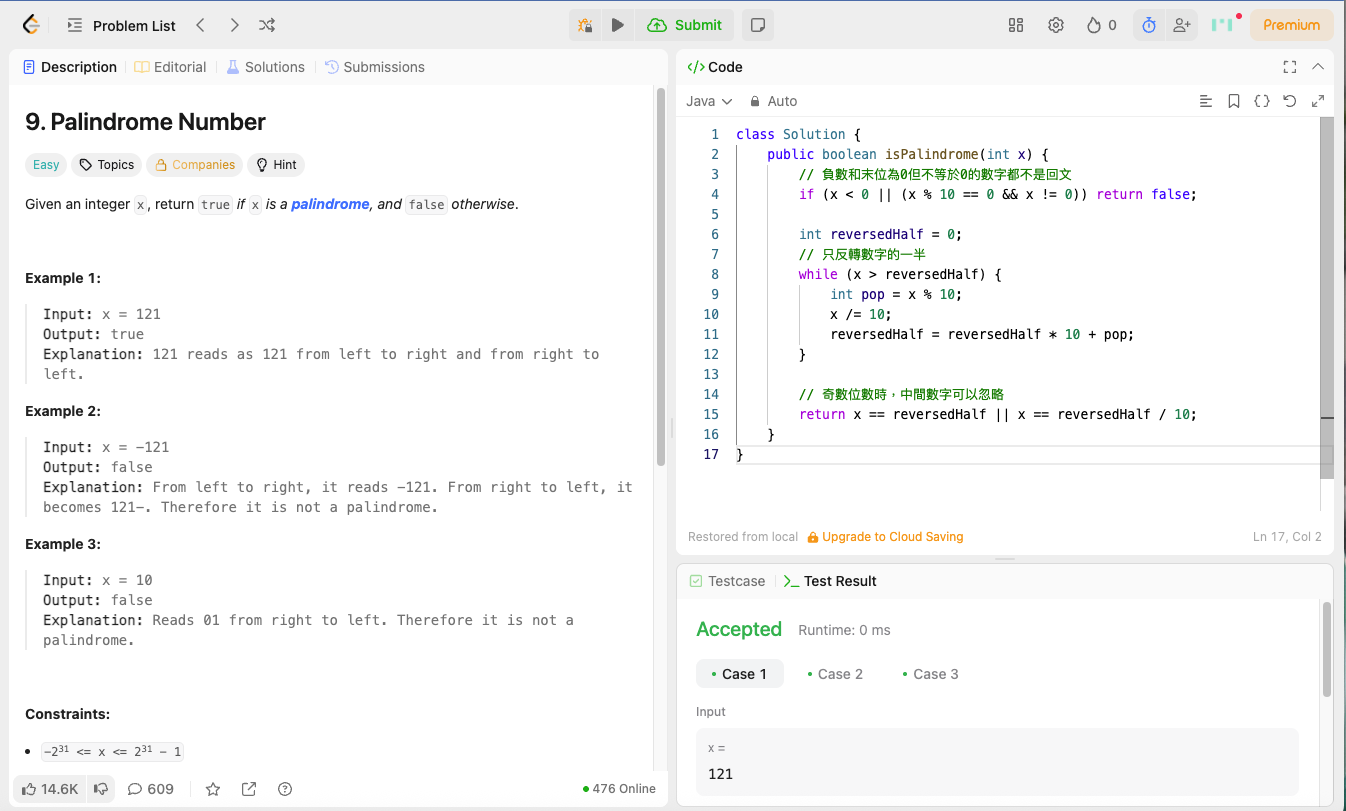 Problem List
Submit
0
Premium
Description
Editorial
Solutions
Submissions
9. Palindrome Number
Easy
Topics
Companies
Hint
Given an integer x, return true if x is a palindrome, and false otherwise.
Example 1:
Input: x = 121
Output: true
Explanation: 121 reads as 121 from left to right and from right to
left.
Example 2:
Input: x = -121
Output: false
Explanation: From left to right, it reads -121. From right to left, it
becomes 121-. Therefore it is not a palindrome.
Example 3:
Input: x = 10
Output: false
Explanation: Reads 01 from right to left. Therefore it is not a
palindrome.
Constraints:
• -2³¹ <= x <= 2³¹ - 1
14.6K
609
476 Online
</> Code
Java
Auto
1 class Solution {
2     public boolean isPalindrome(int x) {
3         // 負數和末位為0但不等於0的數字都不是回文
4         if (x < 0 || (x % 10 == 0 && x != 0)) return false;
5
6         int reversedHalf = 0;
7         // 只反轉數字的一半
8         while (x > reversedHalf) {
9             int pop = x % 10;
10             x /= 10;
11             reversedHalf = reversedHalf * 10 + pop;
12         }
13
14         // 奇數位數時，中間數字可以忽略
15         return x == reversedHalf || x == reversedHalf / 10;
16     }
17 }
Restored from local
Upgrade to Cloud Saving
Ln 17, Col 2
Testcase
Test Result
Accepted
Runtime: 0 ms
• Case 1
• Case 2
• Case 3
Input
x =
121